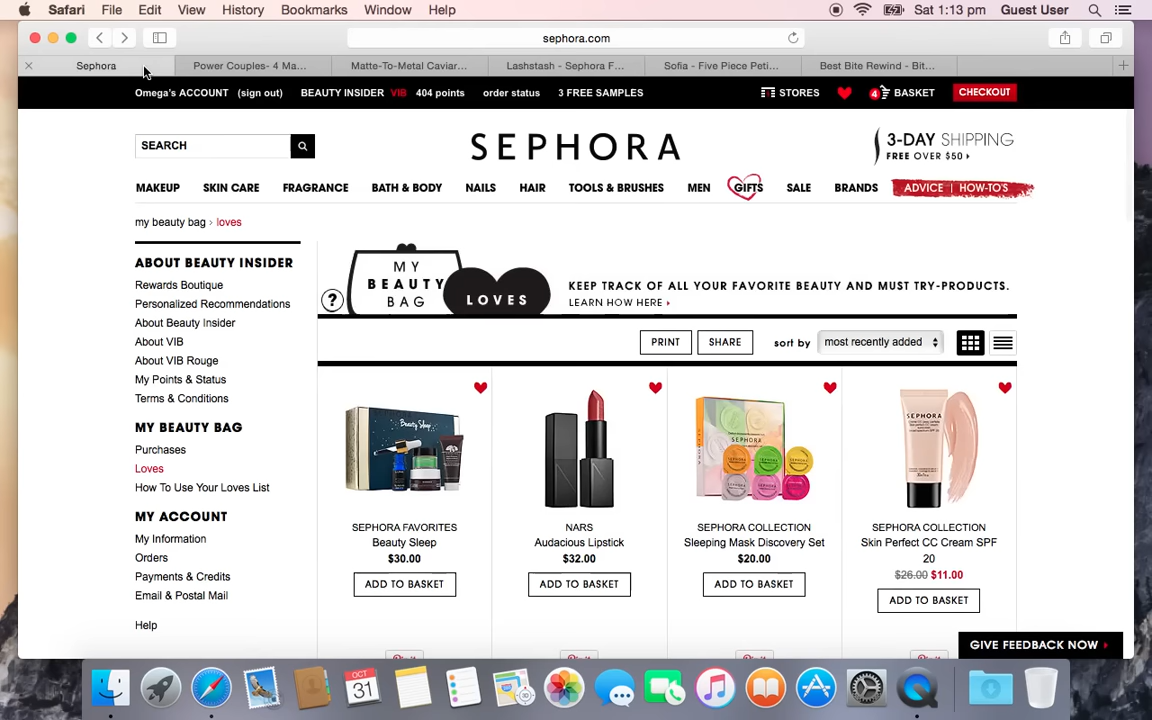 Safari File Edit View History Bookmarks Window Help Sat 1:13 pm Guest User
sephora.com
Sephora Power Couples- 4 Ma... Matte-To-Metal Caviar... Lashstash - Sephora F... Sofia - Five Piece Peti... Best Bite Rewind - Bit...
Omega's ACCOUNT (sign out) BEAUTY INSIDER VIB 404 points order status 3 FREE SAMPLES STORES 4 BASKET CHECKOUT
SEARCH
SEPHORA
3-DAY SHIPPING
FREE OVER $50
MAKEUP SKIN CARE FRAGRANCE BATH & BODY NAILS HAIR TOOLS & BRUSHES MEN GIFTS SALE BRANDS ADVICE | HOW-TO'S
my beauty bag › loves
ABOUT BEAUTY INSIDER
Rewards Boutique
Personalized Recommendations
About Beauty Insider
About VIB
About VIB Rouge
My Points & Status
Terms & Conditions
MY BEAUTY BAG
Purchases
Loves
How To Use Your Loves List
MY ACCOUNT
My Information
Orders
Payments & Credits
Email & Postal Mail
Help
?
MY
BEAUTY
BAG
LOVES
KEEP TRACK OF ALL YOUR FAVORITE BEAUTY AND MUST TRY-PRODUCTS.
LEARN HOW HERE
PRINT SHARE sort by most recently added
Beauty Sleep
SEPHORA
SEPHORA
SEPHORA FAVORITES
Beauty Sleep
$30.00
ADD TO BASKET
NARS
Audacious Lipstick
$32.00
ADD TO BASKET
SEPHORA COLLECTION
Sleeping Mask Discovery Set
$20.00
ADD TO BASKET
SEPHORA COLLECTION
Skin Perfect CC Cream SPF
20
$26.00 $11.00
ADD TO BASKET
GIVE FEEDBACK NOW
OCT
31